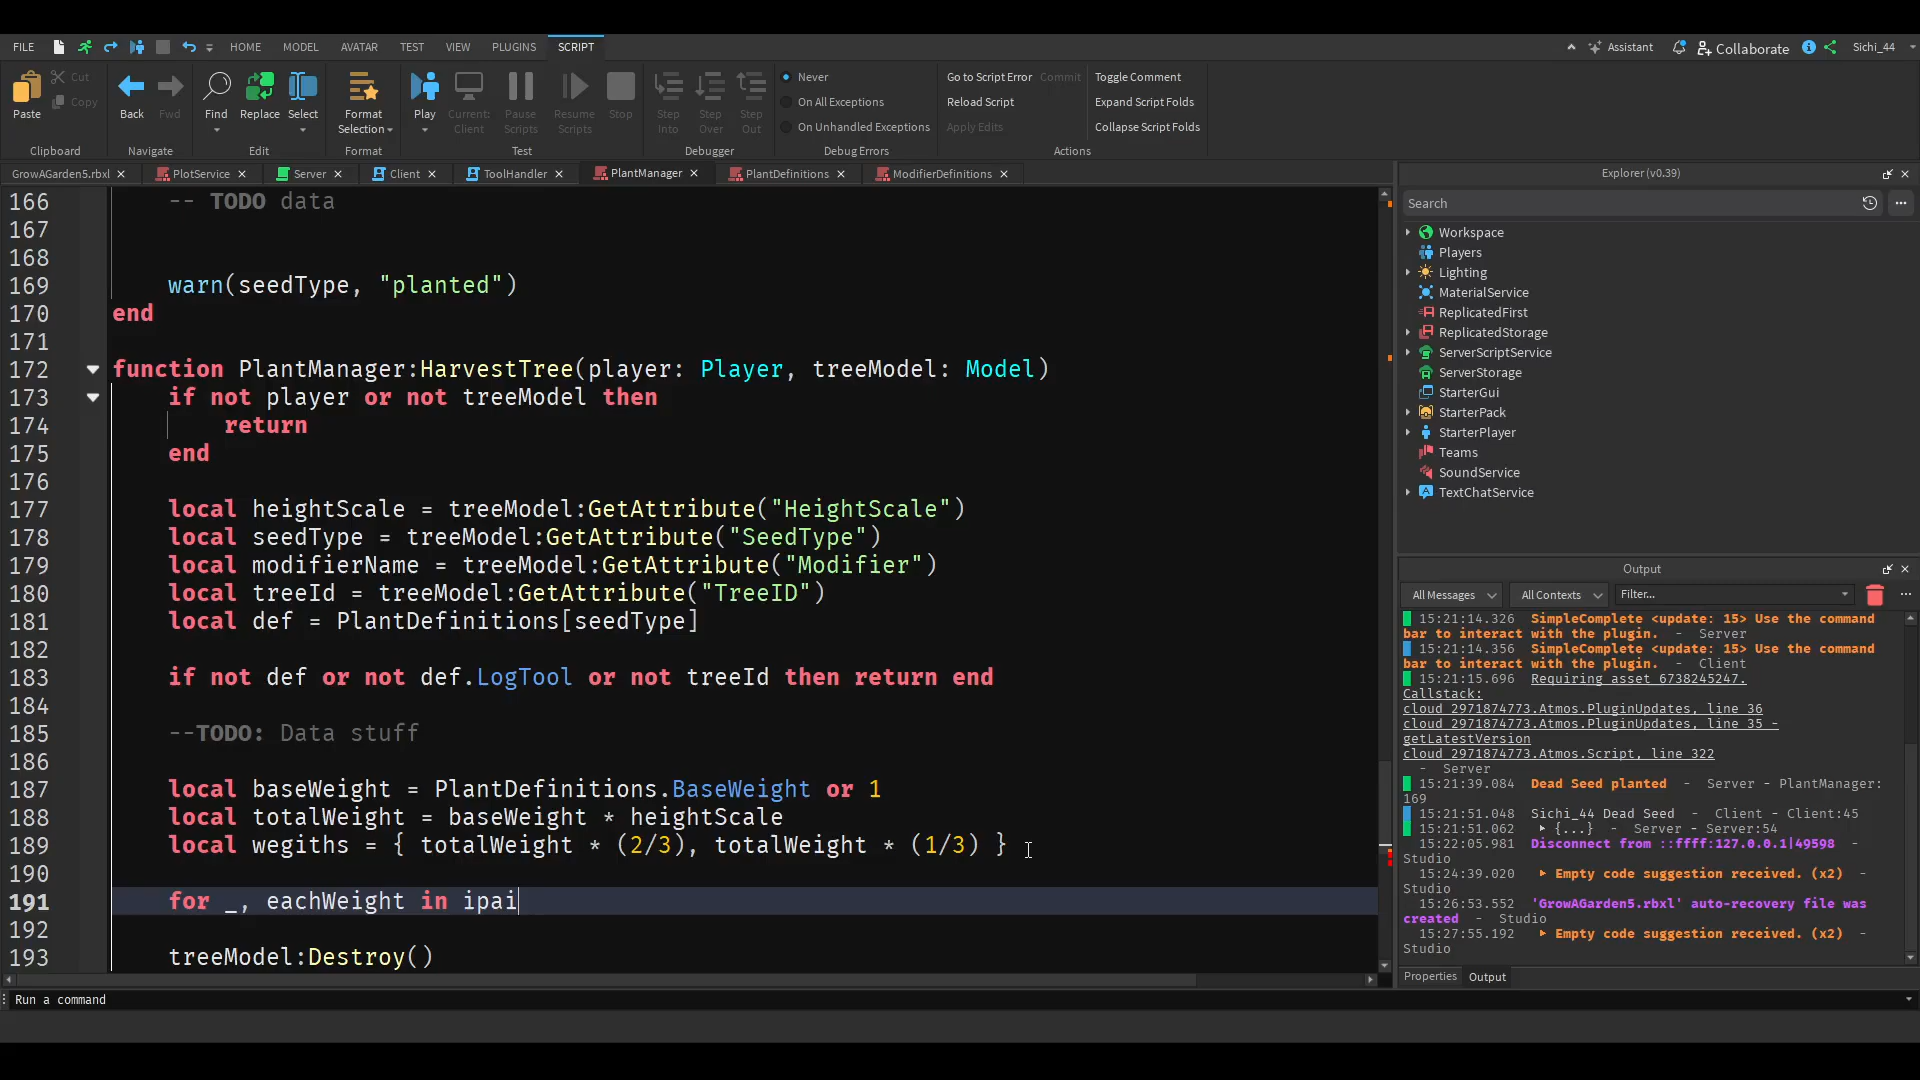 FILE HOME MODEL AVATAR TEST VIEW PLUGINS SCRIPT Assistant Collaborate Sichi_44
Cut
Copy
Paste Back Fwd Find Replace Select Format
Selection Play Current:
Client Pause
Scripts Resume
Scripts Stop Step
Into Step
Over Step
Out
Never
On All Exceptions
On Unhandled Exceptions
Go to Script Error Commit
Reload Script
Apply Edits
Toggle Comment
Expand Script Folds
Collapse Script Folds
Clipboard Navigate Edit Format Test Debugger Debug Errors Actions
GrowAGarden5.rbxl PlotService Server Client ToolHandler PlantManager PlantDefinitions ModifierDefinitions
166 -- TODO data
167
168
169 warn(seedType, "planted")
170 end
171
172 function PlantManager:HarvestTree(player: Player, treeModel: Model)
173 if not player or not treeModel then
174 return
175 end
176
177 local heightScale = treeModel:GetAttribute("HeightScale")
178 local seedType = treeModel:GetAttribute("SeedType")
179 local modifierName = treeModel:GetAttribute("Modifier")
180 local treeId = treeModel:GetAttribute("TreeID")
181 local def = PlantDefinitions[seedType]
182
183 if not def or not def.LogTool or not treeId then return end
184
185 --TODO: Data stuff
186
187 local baseWeight = PlantDefinitions.BaseWeight or 1
188 local totalWeight = baseWeight * heightScale
189 local wegiths = { totalWeight * (2/3), totalWeight * (1/3) }
190
191 for _, eachWeight in ipai
192
193 treeModel:Destroy()
Run a command
Explorer (v0.39)
Search
Workspace
Players
Lighting
MaterialService
ReplicatedFirst
ReplicatedStorage
ServerScriptService
ServerStorage
StarterGui
StarterPack
StarterPlayer
Teams
SoundService
TextChatService
Output
All Messages All Contexts Filter...
15:21:14.326 SimpleComplete <update: 15> Use the command
bar to interact with the plugin. - Server
15:21:14.356 SimpleComplete <update: 15> Use the command
bar to interact with the plugin. - Client
15:21:15.696 Requiring asset 6738245247.
Callstack:
cloud_2971874773.Atmos.PluginUpdates, line 36
cloud_2971874773.Atmos.PluginUpdates, line 35 -
getLatestVersion
cloud_2971874773.Atmos.Script, line 322
- Server
15:21:39.084 Dead Seed planted - Server - PlantManager:
169
15:21:51.048 Sichi_44 Dead Seed - Client - Client:45
15:21:51.062 {...} - Server - Server:54
15:22:05.981 Disconnect from ::ffff:127.0.0.1|49598 -
Studio
15:24:39.020 Empty code suggestion received. (x2) -
Studio
15:26:53.552 'GrowAGarden5.rbxl' auto-recovery file was
created - Studio
15:27:55.192 Empty code suggestion received. (x2) -
Studio
Properties Output